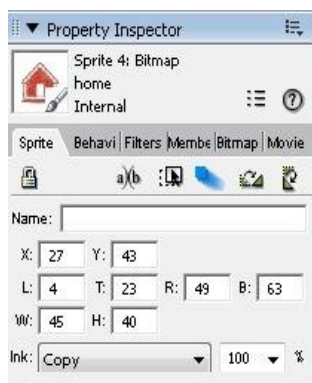 Property Inspector
Sprite 4: Bitmap
home
Internal
Sprite Behavi Filters Membe Bitmap Movie
a)(b
Name:
X: 27 Y: 43
L: 4 T: 23 R: 49 B: 63
W: 45 H: 40
Ink: Copy 100 %